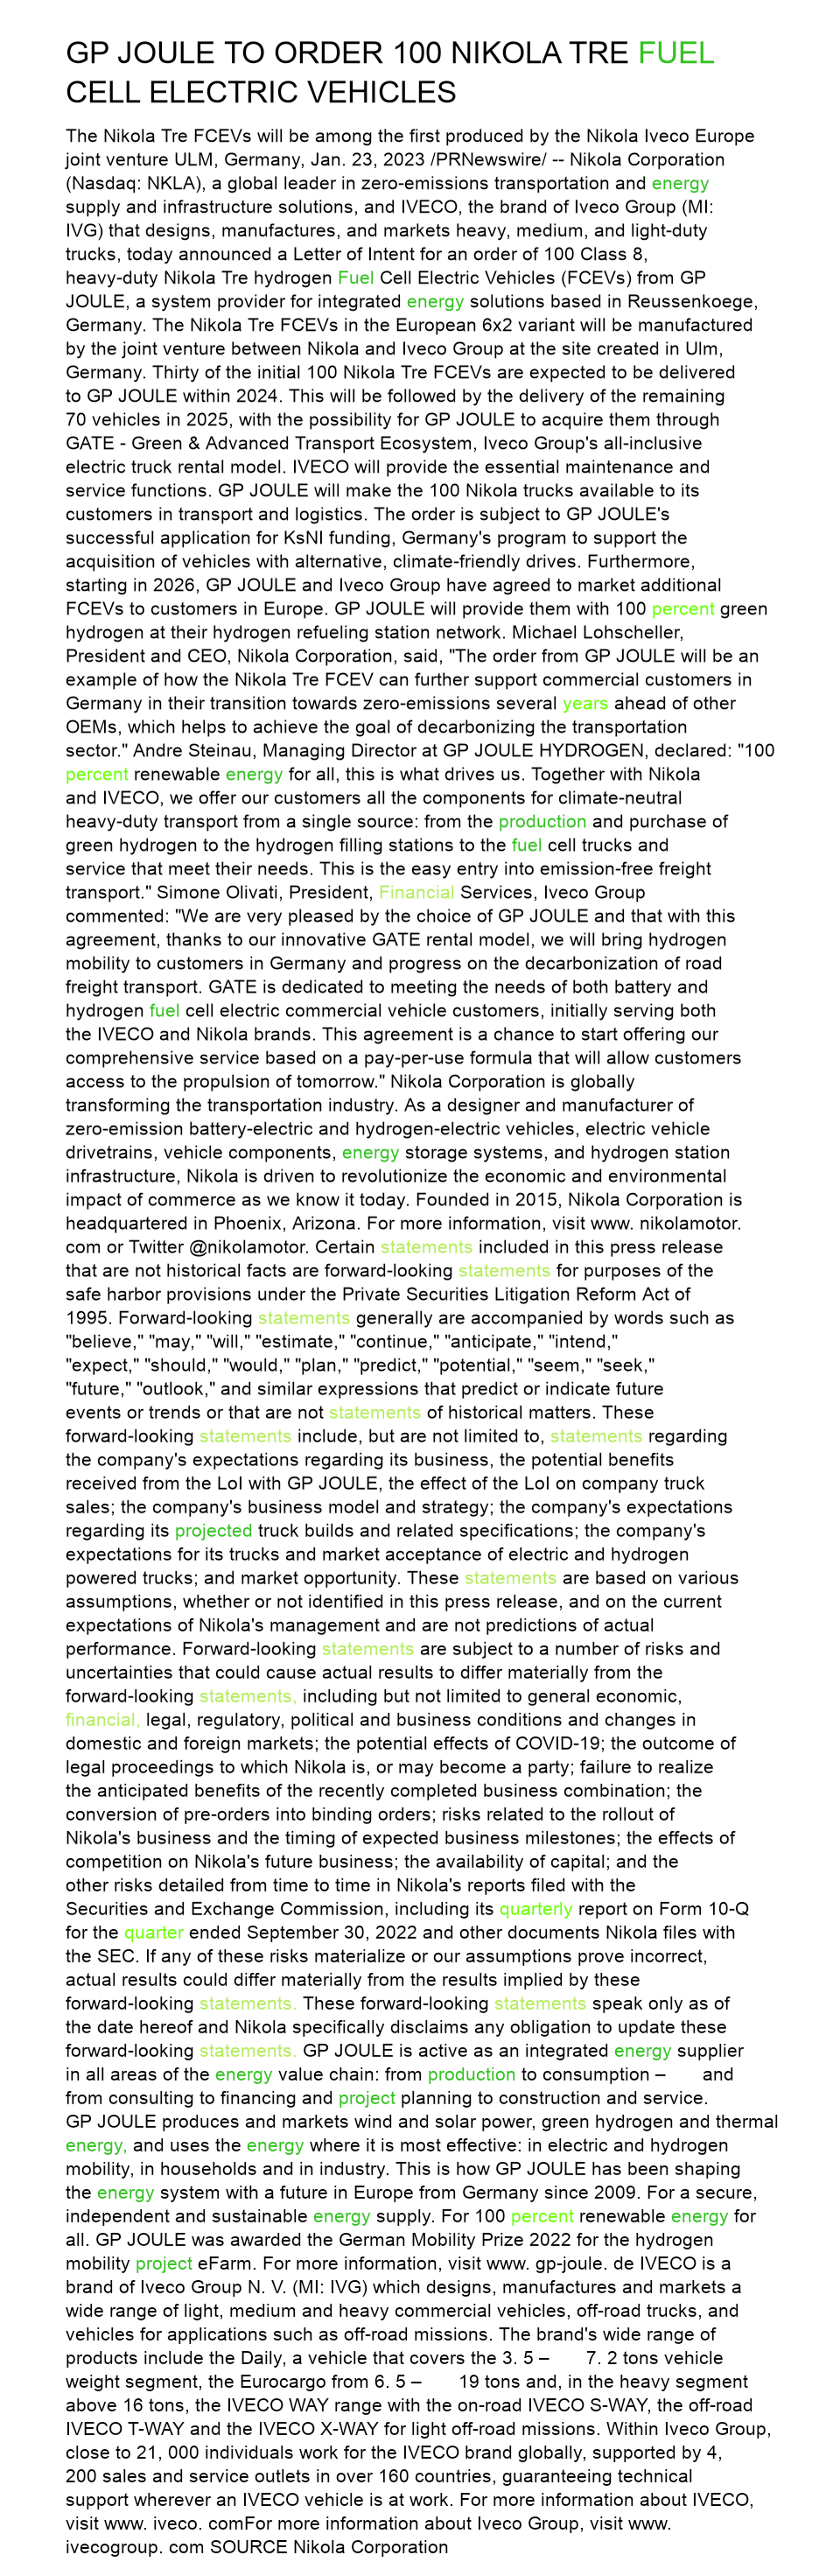 GP JOULE TO ORDER 100 NIKOLA TRE FUEL
CELL ELECTRIC VEHICLES
The Nikola Tre FCEVs will be among the first produced by the Nikola Iveco Europe
joint venture ULM, Germany, Jan. 23, 2023 /PRNewswire/ -- Nikola Corporation
(Nasdaq: NKLA), a global leader in zero-emissions transportation and energy
supply and infrastructure solutions, and IVECO, the brand of Iveco Group (MI:
IVG) that designs, manufactures, and markets heavy, medium, and light-duty
trucks, today announced a Letter of Intent for an order of 100 Class 8,
heavy-duty Nikola Tre hydrogen Fuel Cell Electric Vehicles (FCEVs) from GP
JOULE, a system provider for integrated energy solutions based in Reussenkoege,
Germany. The Nikola Tre FCEVs in the European 6x2 variant will be manufactured
by the joint venture between Nikola and Iveco Group at the site created in Ulm,
Germany. Thirty of the initial 100 Nikola Tre FCEVs are expected to be delivered
to GP JOULE within 2024. This will be followed by the delivery of the remaining
70 vehicles in 2025, with the possibility for GP JOULE to acquire them through
GATE - Green & Advanced Transport Ecosystem, Iveco Group's all-inclusive
electric truck rental model. IVECO will provide the essential maintenance and
service functions. GP JOULE will make the 100 Nikola trucks available to its
customers in transport and logistics. The order is subject to GP JOULE's
successful application for KsNI funding, Germany's program to support the
acquisition of vehicles with alternative, climate-friendly drives. Furthermore,
starting in 2026, GP JOULE and Iveco Group have agreed to market additional
FCEVs to customers in Europe. GP JOULE will provide them with 100 percent green
hydrogen at their hydrogen refueling station network. Michael Lohscheller,
President and CEO, Nikola Corporation, said, "The order from GP JOULE will be an
example of how the Nikola Tre FCEV can further support commercial customers in
Germany in their transition towards zero-emissions several years ahead of other
OEMs, which helps to achieve the goal of decarbonizing the transportation
sector." Andre Steinau, Managing Director at GP JOULE HYDROGEN, declared: "100
percent renewable energy for all, this is what drives us. Together with Nikola
and IVECO, we offer our customers all the components for climate-neutral
heavy-duty transport from a single source: from the production and purchase of
green hydrogen to the hydrogen filling stations to the fuel cell trucks and
service that meet their needs. This is the easy entry into emission-free freight
transport." Simone Olivati, President, Financial Services, Iveco Group
commented: "We are very pleased by the choice of GP JOULE and that with this
agreement, thanks to our innovative GATE rental model, we will bring hydrogen
mobility to customers in Germany and progress on the decarbonization of road
freight transport. GATE is dedicated to meeting the needs of both battery and
hydrogen fuel cell electric commercial vehicle customers, initially serving both
the IVECO and Nikola brands. This agreement is a chance to start offering our
comprehensive service based on a pay-per-use formula that will allow customers
access to the propulsion of tomorrow." Nikola Corporation is globally
transforming the transportation industry. As a designer and manufacturer of
zero-emission battery-electric and hydrogen-electric vehicles, electric vehicle
drivetrains, vehicle components, energy storage systems, and hydrogen station
infrastructure, Nikola is driven to revolutionize the economic and environmental
impact of commerce as we know it today. Founded in 2015, Nikola Corporation is
headquartered in Phoenix, Arizona. For more information, visit www. nikolamotor.
com or Twitter @nikolamotor. Certain statements included in this press release
that are not historical facts are forward-looking statements for purposes of the
safe harbor provisions under the Private Securities Litigation Reform Act of
1995. Forward-looking statements generally are accompanied by words such as
"believe," "may," "will," "estimate," "continue," "anticipate," "intend,"
"expect," "should," "would," "plan," "predict," "potential," "seem," "seek,"
"future," "outlook," and similar expressions that predict or indicate future
events or trends or that are not statements of historical matters. These
forward-looking statements include, but are not limited to, statements regarding
the company's expectations regarding its business, the potential benefits
received from the LoI with GP JOULE, the effect of the LoI on company truck
sales; the company's business model and strategy; the company's expectations
regarding its projected truck builds and related specifications; the company's
expectations for its trucks and market acceptance of electric and hydrogen
powered trucks; and market opportunity. These statements are based on various
assumptions, whether or not identified in this press release, and on the current
expectations of Nikola's management and are not predictions of actual
performance. Forward-looking statements are subject to a number of risks and
uncertainties that could cause actual results to differ materially from the
forward-looking statements, including but not limited to general economic,
financial, legal, regulatory, political and business conditions and changes in
domestic and foreign markets; the potential effects of COVID-19; the outcome of
legal proceedings to which Nikola is, or may become a party; failure to realize
the anticipated benefits of the recently completed business combination; the
conversion of pre-orders into binding orders; risks related to the rollout of
Nikola's business and the timing of expected business milestones; the effects of
competition on Nikola's future business; the availability of capital; and the
other risks detailed from time to time in Nikola's reports filed with the
Securities and Exchange Commission, including its quarterly report on Form 10-Q
for the quarter ended September 30, 2022 and other documents Nikola files with
the SEC. If any of these risks materialize or our assumptions prove incorrect,
actual results could differ materially from the results implied by these
forward-looking statements. These forward-looking statements speak only as of
the date hereof and Nikola specifically disclaims any obligation to update these
forward-looking statements. GP JOULE is active as an integrated energy supplier
in all areas of the energy value chain: from production to consumption – and
from consulting to financing and project planning to construction and service.
GP JOULE produces and markets wind and solar power, green hydrogen and thermal
energy, and uses the energy where it is most effective: in electric and hydrogen
mobility, in households and in industry. This is how GP JOULE has been shaping
the energy system with a future in Europe from Germany since 2009. For a secure,
independent and sustainable energy supply. For 100 percent renewable energy for
all. GP JOULE was awarded the German Mobility Prize 2022 for the hydrogen
mobility project eFarm. For more information, visit www. gp-joule. de IVECO is a
brand of Iveco Group N. V. (MI: IVG) which designs, manufactures and markets a
wide range of light, medium and heavy commercial vehicles, off-road trucks, and
vehicles for applications such as off-road missions. The brand's wide range of
products include the Daily, a vehicle that covers the 3. 5 – 7. 2 tons vehicle
weight segment, the Eurocargo from 6. 5 – 19 tons and, in the heavy segment
above 16 tons, the IVECO WAY range with the on-road IVECO S-WAY, the off-road
IVECO T-WAY and the IVECO X-WAY for light off-road missions. Within Iveco Group,
close to 21, 000 individuals work for the IVECO brand globally, supported by 4,
200 sales and service outlets in over 160 countries, guaranteeing technical
support wherever an IVECO vehicle is at work. For more information about IVECO,
visit www. iveco. comFor more information about Iveco Group, visit www.
ivecogroup. com SOURCE Nikola Corporation